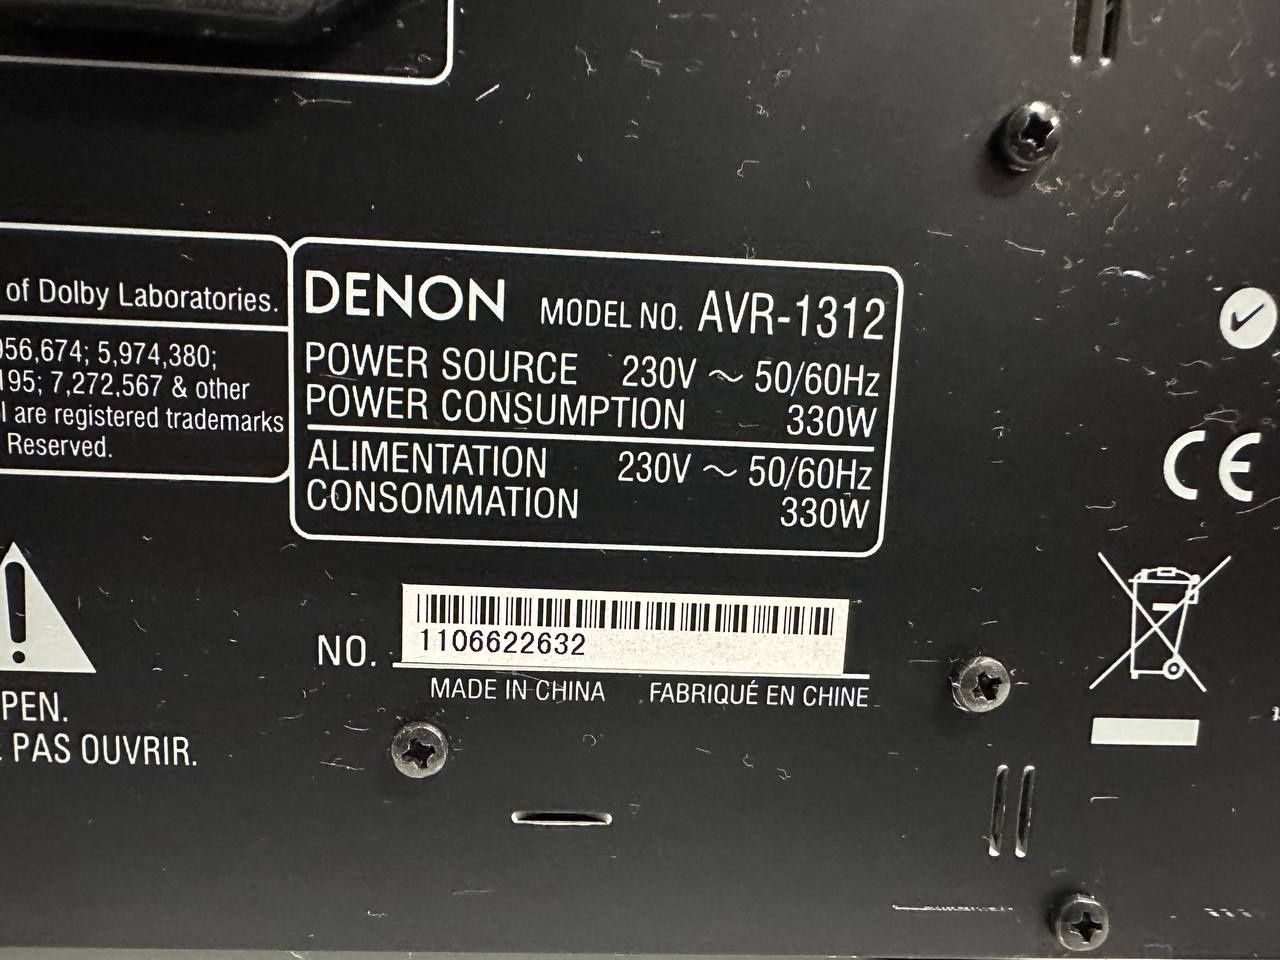 of Dolby Laboratories.
956,674; 5,974,380;
195; 7,272,567 & other
are registered trademarks
Reserved.
DENON MODEL NO. AVR-1312
POWER SOURCE 230V ~ 50/60Hz
POWER CONSUMPTION 330W
ALIMENTATION 230V ~ 50/60Hz
CONSOMMATION 330W
CE
NO. 1106622632
MADE IN CHINA FABRIQUÉ EN CHINE
PEN.
PAS OUVRIR.